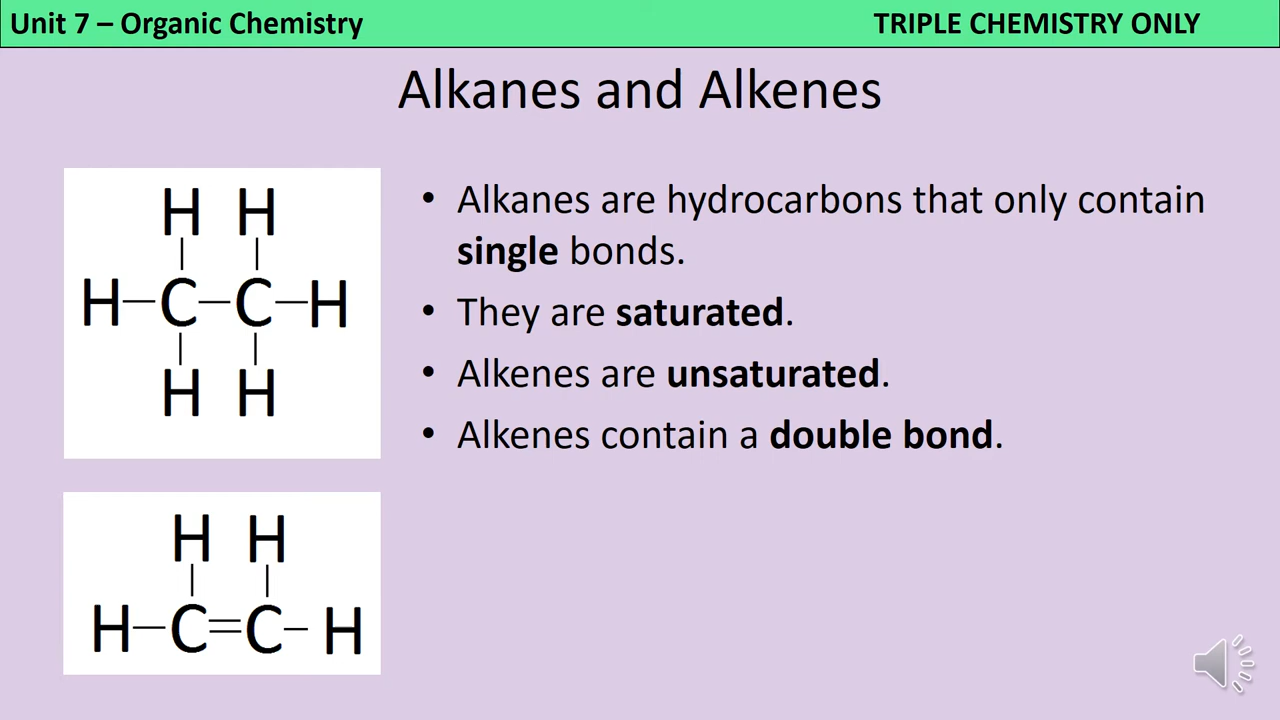 Unit 7 – Organic Chemistry
TRIPLE CHEMISTRY ONLY
Alkanes and Alkenes
• Alkanes are hydrocarbons that only contain
single bonds.
• They are saturated.
• Alkenes are unsaturated.
• Alkenes contain a double bond.
H H
H C C H
H H
H H
H C C H